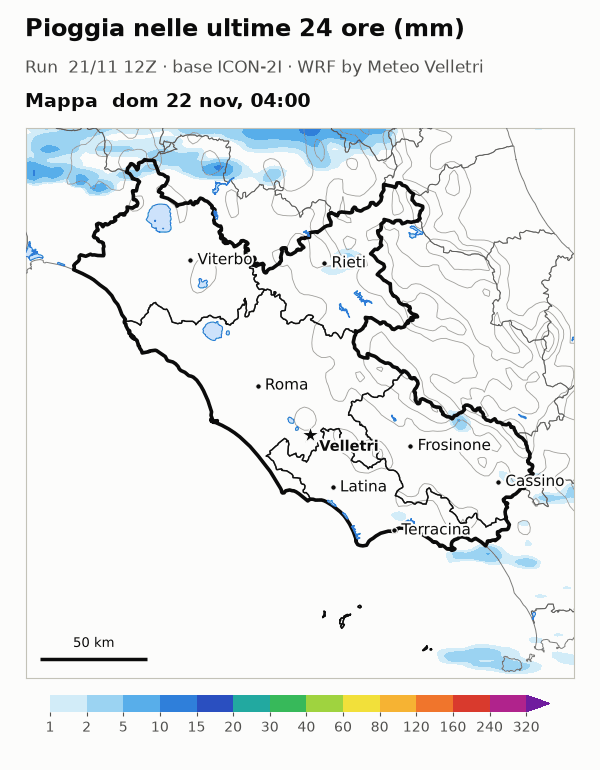 Pioggia nelle ultime 24 ore (mm)
Run 21/11 12Z · base ICON-2I · WRF by Meteo Velletri
Mappa dom 22 nov, 04:00
Viterbo
Rieti
Roma
Velletri
Frosinone
Cassino
Latina
Terracina
50 km
1 2 5 10 15 20 30 40 60 80 120 160 240 320